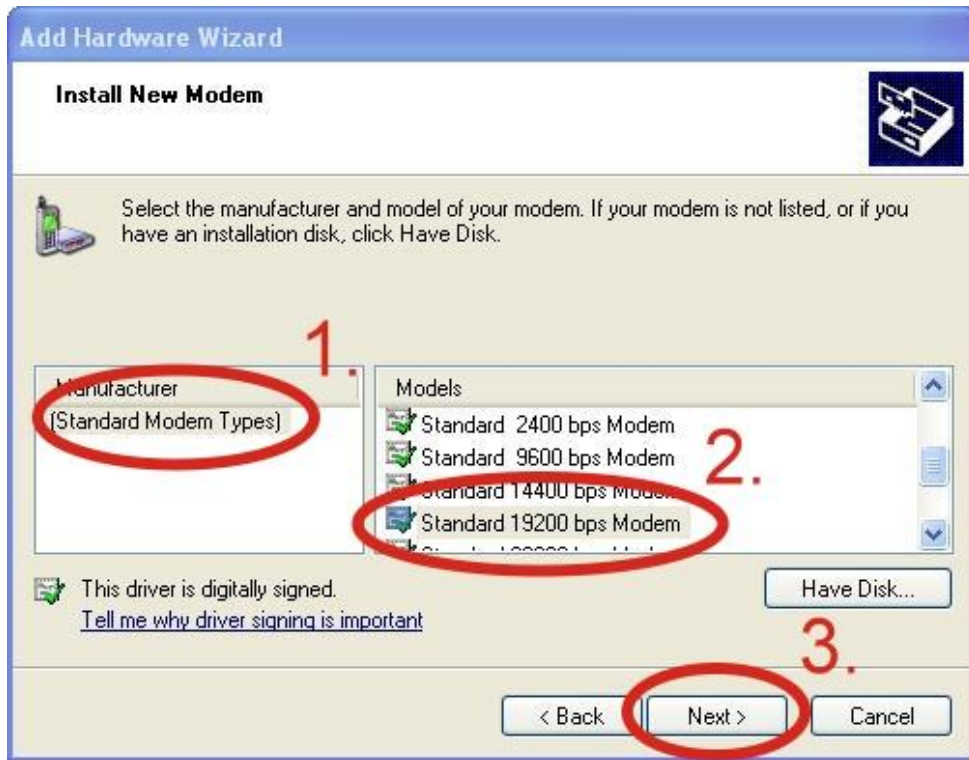 Add Hardware Wizard
Install New Modem
Select the manufacturer and model of your modem. If your modem is not listed, or if you
have an installation disk, click Have Disk.
1.
Manufacturer
(Standard Modem Types)
Models
Standard 2400 bps Modem
Standard 9600 bps Modem
2.
Standard 14400 bps Modem
Standard 19200 bps Modem
This driver is digitally signed.
Tell me why driver signing is important
Have Disk...
3.
< Back
Next >
Cancel